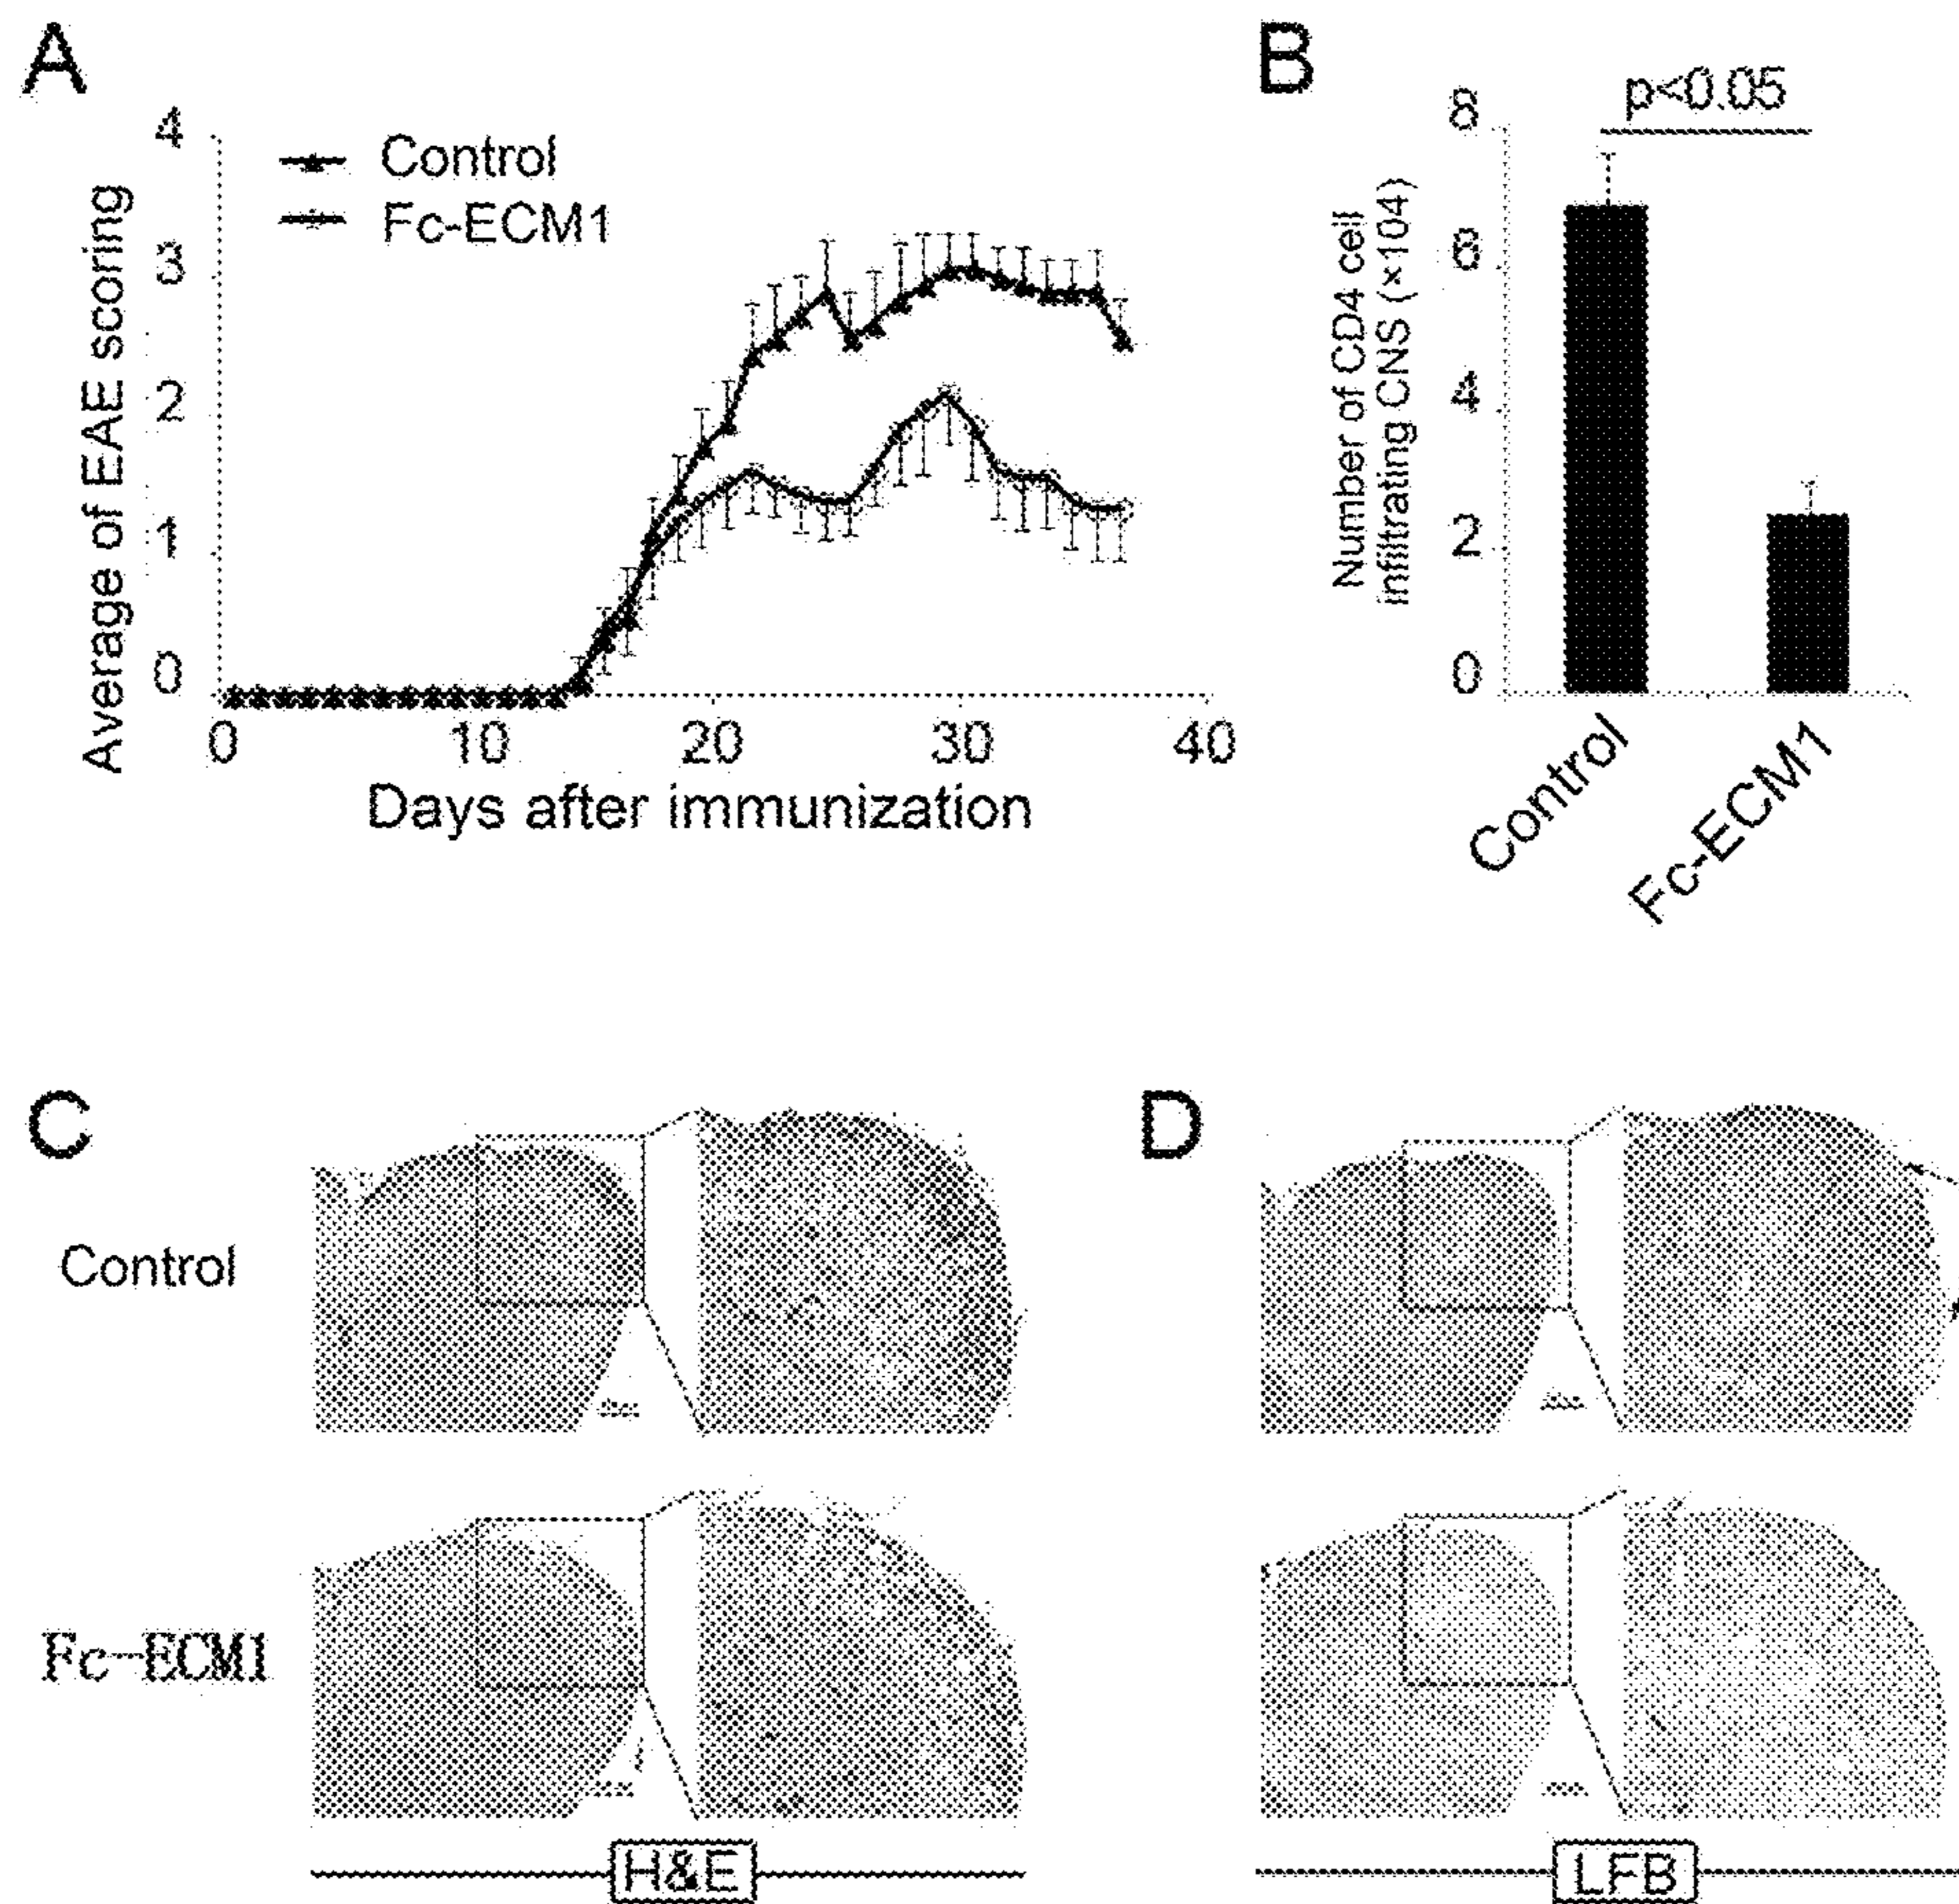 A
4
3
2
1
0
Average of EAE scoring
Control
Fc-ECM1
0 10 20 30 40
Days after immunization
B
p<0.05
8
6
4
2
0
Number of CD4 cell
infiltrating CNS (×104)
Control
Fc-ECM1
C
D
Control
Fc-ECM1
H&E
LFB